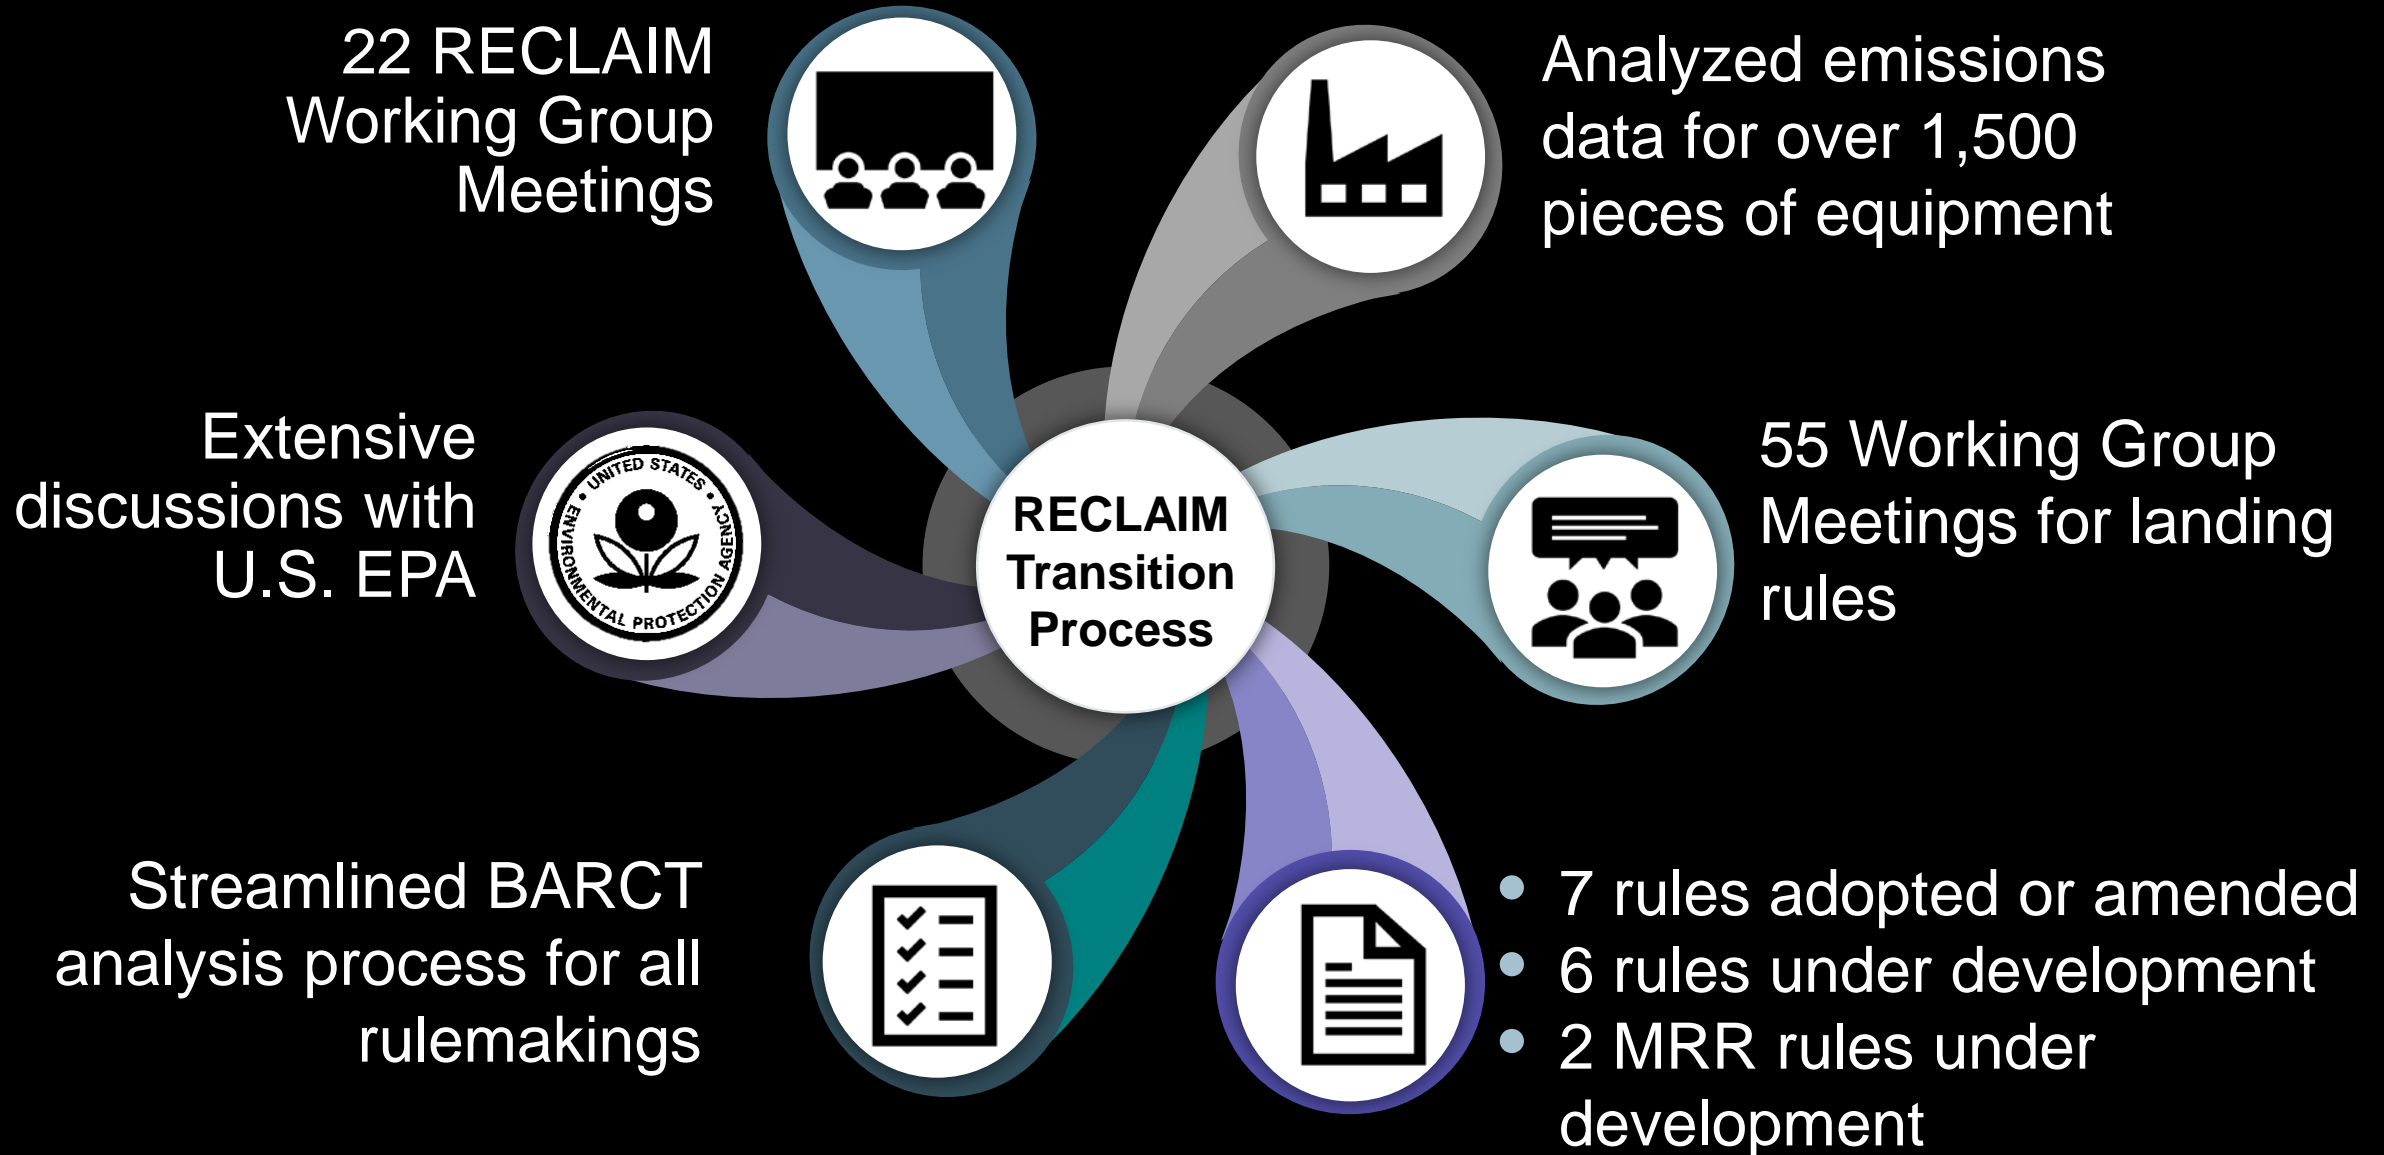 22 RECLAIM
Working Group
Meetings
Analyzed emissions
data for over 1,500
pieces of equipment
Extensive
discussions with
U.S. EPA
UNITED STATES
ENVIRONMENTAL PROTECTION AGENCY
RECLAIM
Transition
Process
55 Working Group
Meetings for landing
rules
Streamlined BARCT
analysis process for all
rulemakings
• 7 rules adopted or amended
• 6 rules under development
• 2 MRR rules under
development